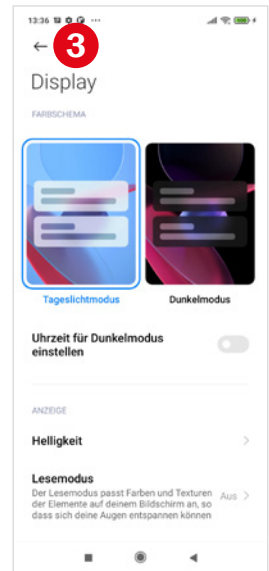 13:36
3
Display
FARBSCHEMA
Tageslichtmodus
Dunkelmodus
Uhrzeit für Dunkelmodus
einstellen
ANZEIGE
Helligkeit
Lesemodus
Der Lesemodus passt Farben und Texturen
der Elemente auf deinem Bildschirm an, so
dass sich deine Augen entspannen können
Aus